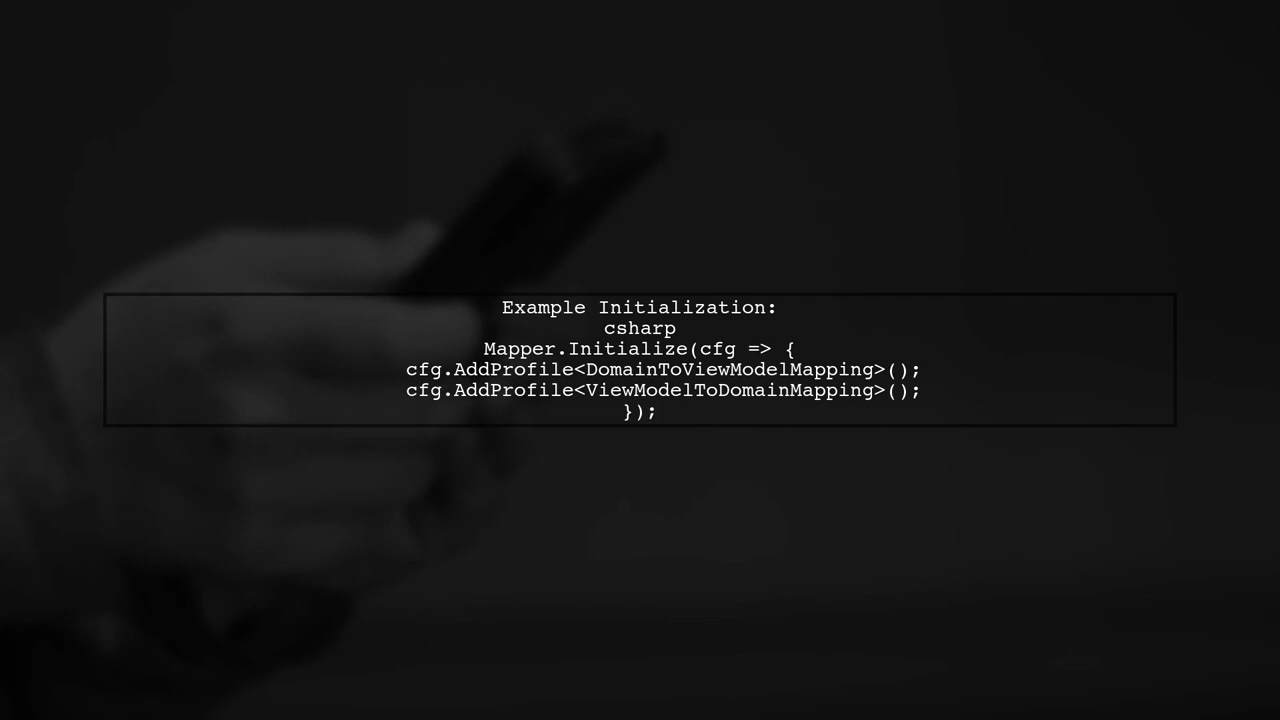 Example Initialization:
csharp
Mapper.Initialize(cfg => {
cfg.AddProfile<DomainToViewModelMapping>();
cfg.AddProfile<ViewModelToDomainMapping>();
});